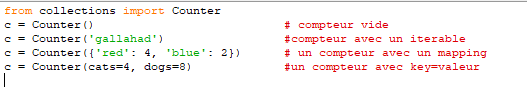 from collections import Counter
c = Counter() # compteur vide
c = Counter('gallahad') #compteur avec un iterable
c = Counter({'red': 4, 'blue': 2}) # un compteur avec un mapping
c = Counter(cats=4, dogs=8) #un compteur avec key=valeur